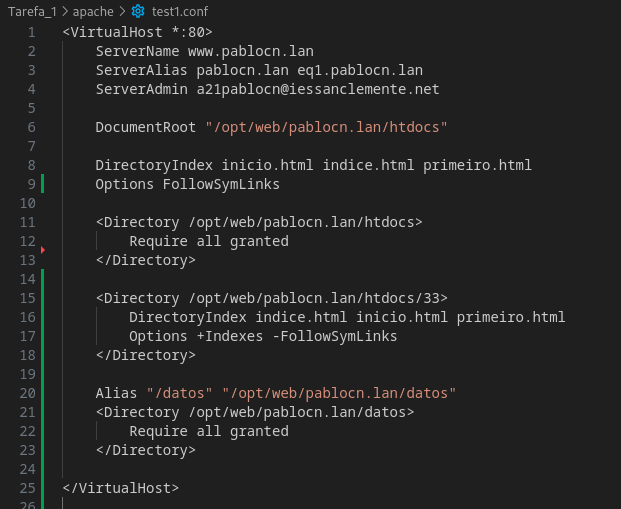 Tarefa_1 > apache > test1.conf
1 <VirtualHost *:80>
2 ServerName www.pablocn.lan
3 ServerAlias pablocn.lan eq1.pablocn.lan
4 ServerAdmin a21pablocn@iessanclemente.net
5
6 DocumentRoot "/opt/web/pablocn.lan/htdocs"
7
8 DirectoryIndex inicio.html indice.html primeiro.html
9 Options FollowSymLinks
10
11 <Directory /opt/web/pablocn.lan/htdocs>
12 Require all granted
13 </Directory>
14
15 <Directory /opt/web/pablocn.lan/htdocs/33>
16 DirectoryIndex indice.html inicio.html primeiro.html
17 Options +Indexes -FollowSymLinks
18 </Directory>
19
20 Alias "/datos" "/opt/web/pablocn.lan/datos"
21 <Directory /opt/web/pablocn.lan/datos>
22 Require all granted
23 </Directory>
24
25 </VirtualHost>
26